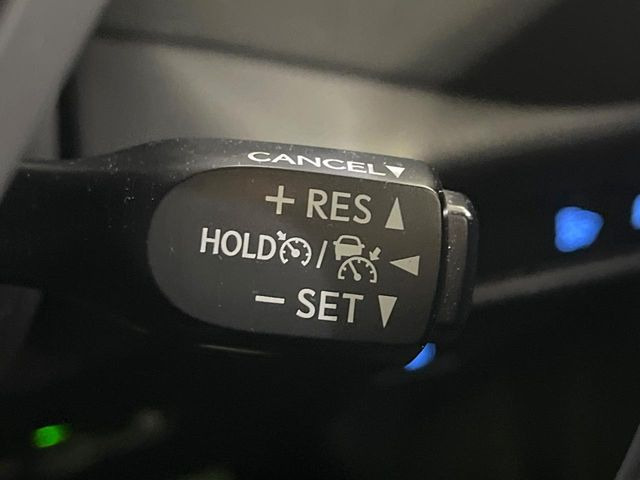 CANCEL▼
+ RES ▲
HOLD / ◀
− SET ▼